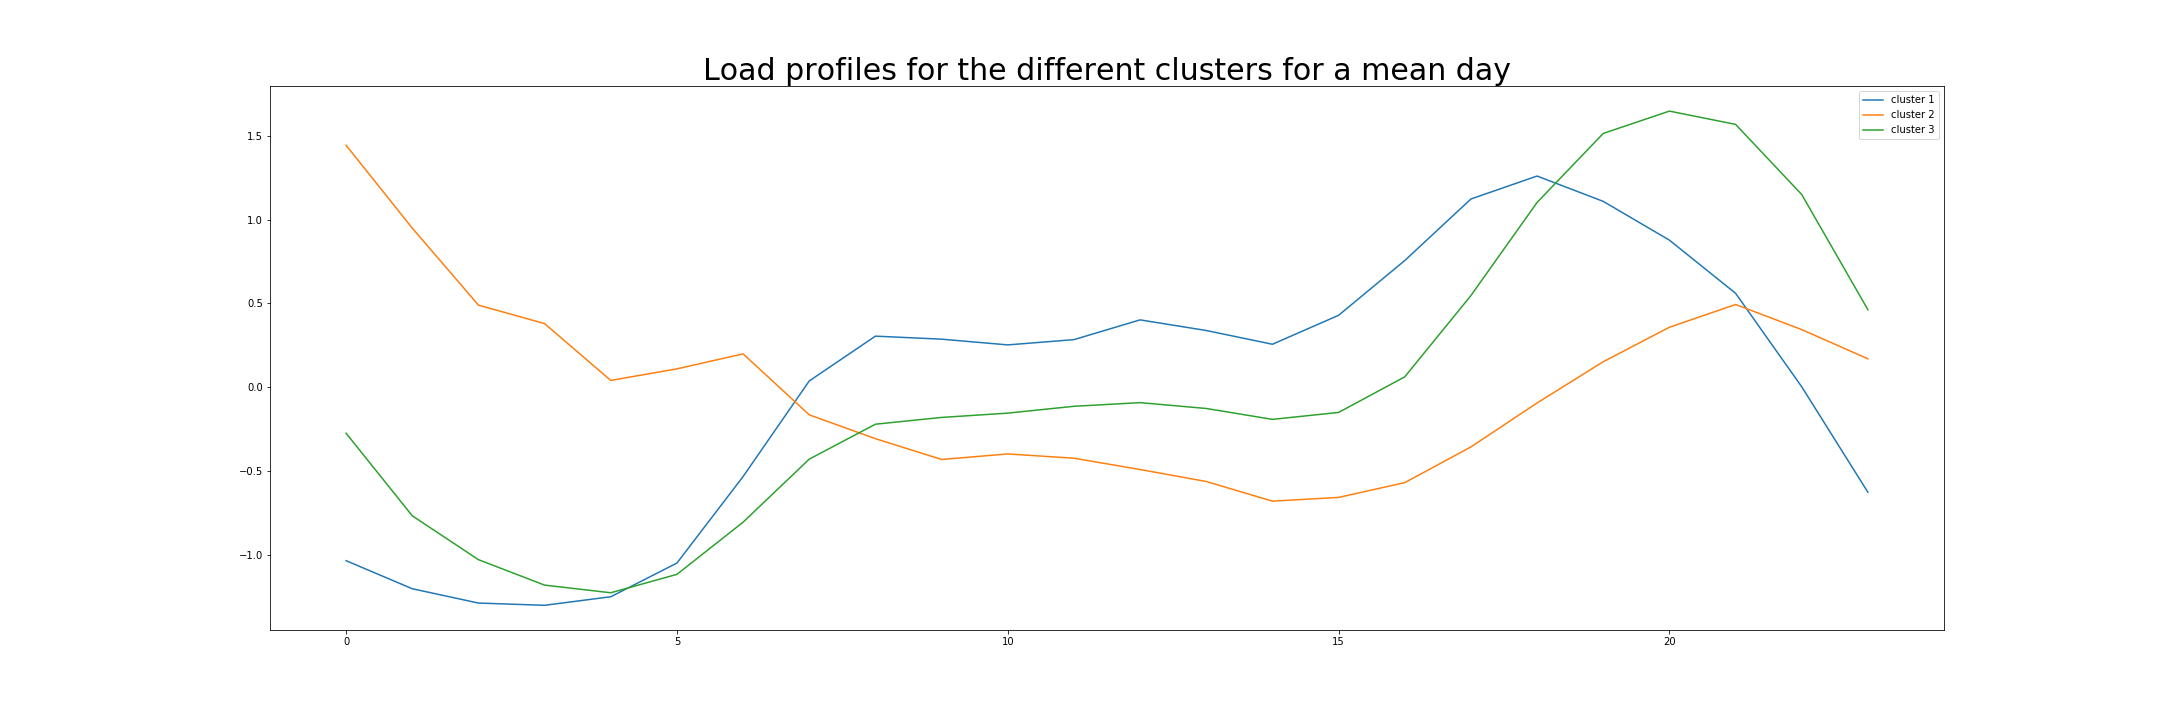 Load profiles for the different clusters for a mean day
cluster 1
cluster 2
cluster 3
1.5
1.0
0.5
0.0
−0.5
−1.0
0 5 10 15 20